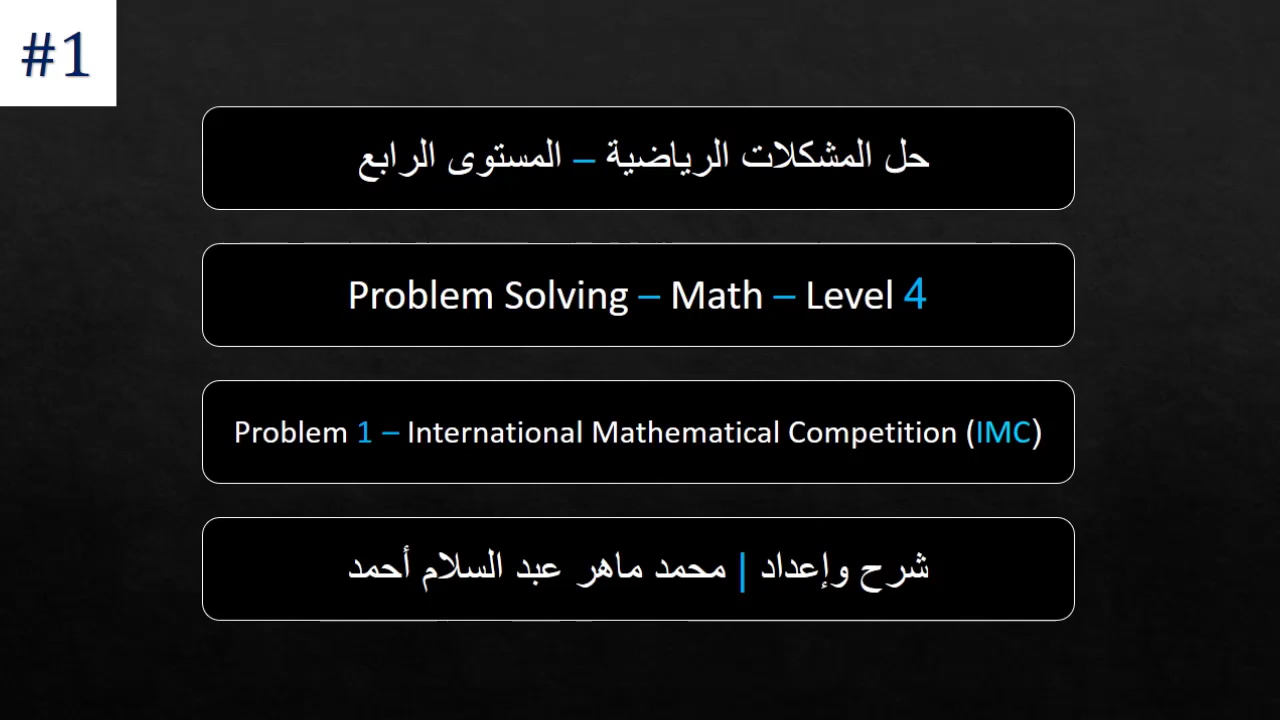 #1
حل المشكلات الرياضية – المستوى الرابع
Problem Solving – Math – Level 4
Problem 1 – International Mathematical Competition (IMC)
شرح وإعداد | محمد ماهر عبد السلام أحمد